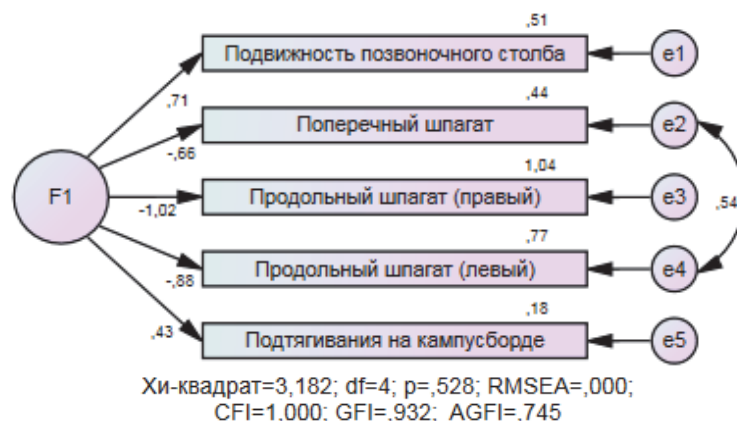 ,51
Подвижность позвоночного столба
e1
,71
,44
Поперечный шпагат
e2
-,66
1,04
F1
Продольный шпагат (правый)
e3
-1,02
,54
,77
Продольный шпагат (левый)
e4
-,88
,18
,43
Подтягивания на кампусборде
e5
Хи-квадрат=3,182; df=4; p=,528; RMSEA=,000;
CFI=1,000; GFI=,932; AGFI=,745